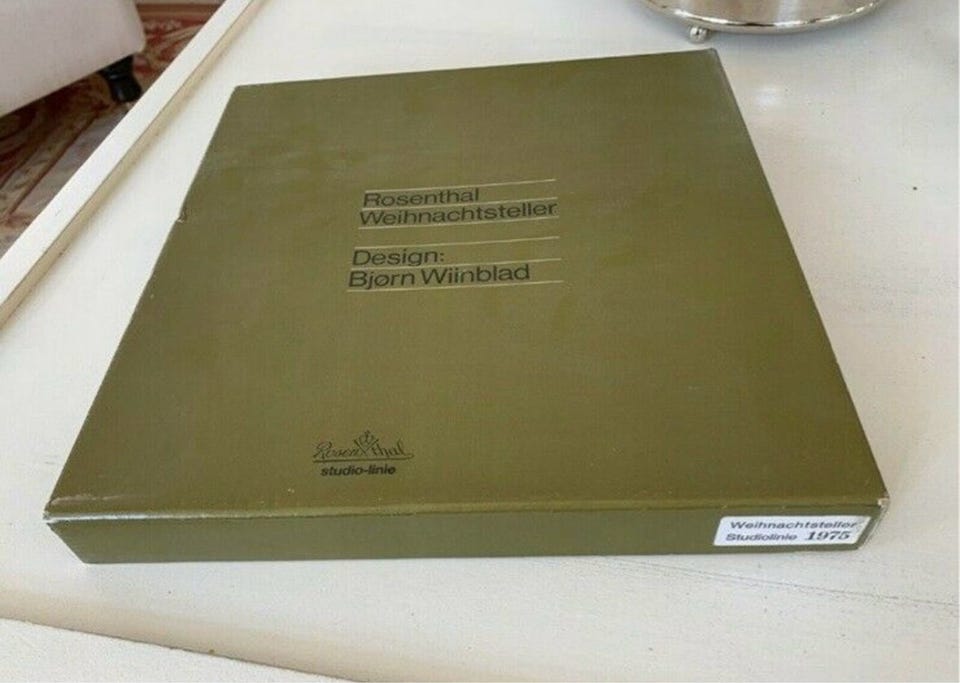 Rosenthal
Weihnachtsteller
Design:
Bjørn Wiinblad
Rosenthal
studio-linie
Weihnachtsteller
Studiolinie 1975